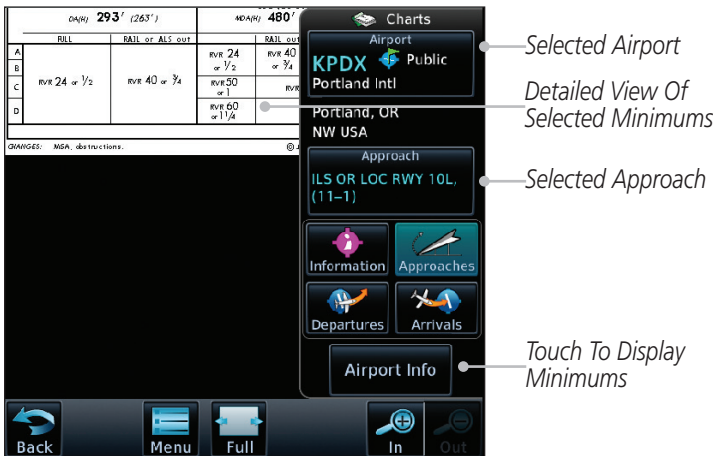 DA(H) 293' (263')
MDA(H) 480'
RILL
RAIL or ALS out
RAIL out
A
B
C
D
RVR 24 or 1/2
RVR 40 or 3/4
RVR 24
or 1/2
RVR 40
or 3/4
RVR 50
or 1
RVR
RVR 60
or 1 1/4
CHANGES: MSA, obstructions.
©
Charts
Airport
KPDX Public
Portland Intl
Portland, OR
NW USA
Approach
ILS OR LOC RWY 10L,
(11–1)
Information
Approaches
Departures
Arrivals
Airport Info
Back
Menu
Full
In
Out
Selected Airport
Detailed View Of
Selected Minimums
Selected Approach
Touch To Display
Minimums